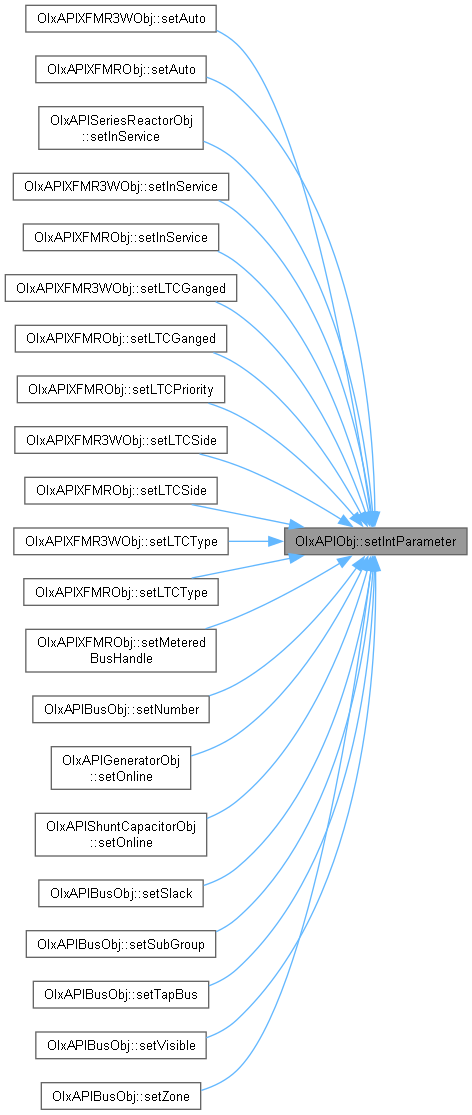 OlxAPIXFMR3WObj::setAuto
OlxAPIXFMRObj::setAuto
OlxAPISeriesReactorObj
::setInService
OlxAPIXFMR3WObj::setInService
OlxAPIXFMRObj::setInService
OlxAPIXFMR3WObj::setLTCGanged
OlxAPIXFMRObj::setLTCGanged
OlxAPIXFMRObj::setLTCPriority
OlxAPIXFMR3WObj::setLTCSide
OlxAPIXFMRObj::setLTCSide
OlxAPIXFMR3WObj::setLTCType
OlxAPIObj::setIntParameter
OlxAPIXFMRObj::setLTCType
OlxAPIXFMRObj::setMetered
BusHandle
OlxAPIBusObj::setNumber
OlxAPIGeneratorObj
::setOnline
OlxAPIShuntCapacitorObj
::setOnline
OlxAPIBusObj::setSlack
OlxAPIBusObj::setSubGroup
OlxAPIBusObj::setTapBus
OlxAPIBusObj::setVisible
OlxAPIBusObj::setZone